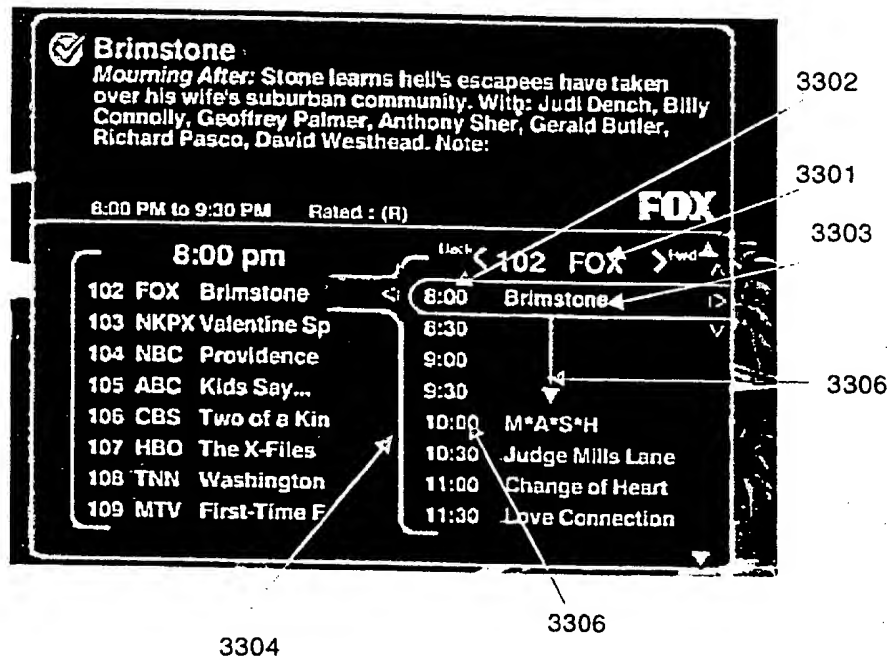 Brimstone
Mourning After: Stone learns hell's escapees have taken
over his wife's suburban community. With: Judi Dench, Billy
Connolly, Geoffrey Palmer, Anthony Sher, Gerald Butler,
Richard Pasco, David Westhead. Note:
8:00 PM to 9:30 PM Rated : (R)
FOX
8:00 pm
102 FOX Brimstone
103 NKPX Valentine Sp
104 NBC Providence
105 ABC Kids Say...
106 CBS Two of a Kin
107 HBO The X-Files
108 TNN Washington
109 MTV First-Time F
Back 102 FOX Fwd
8:00 Brimstone
8:30
9:00
9:30
10:00 M*A*S*H
10:30 Judge Mills Lane
11:00 Change of Heart
11:30 Love Connection
3302
3301
3303
3306
3304
3306